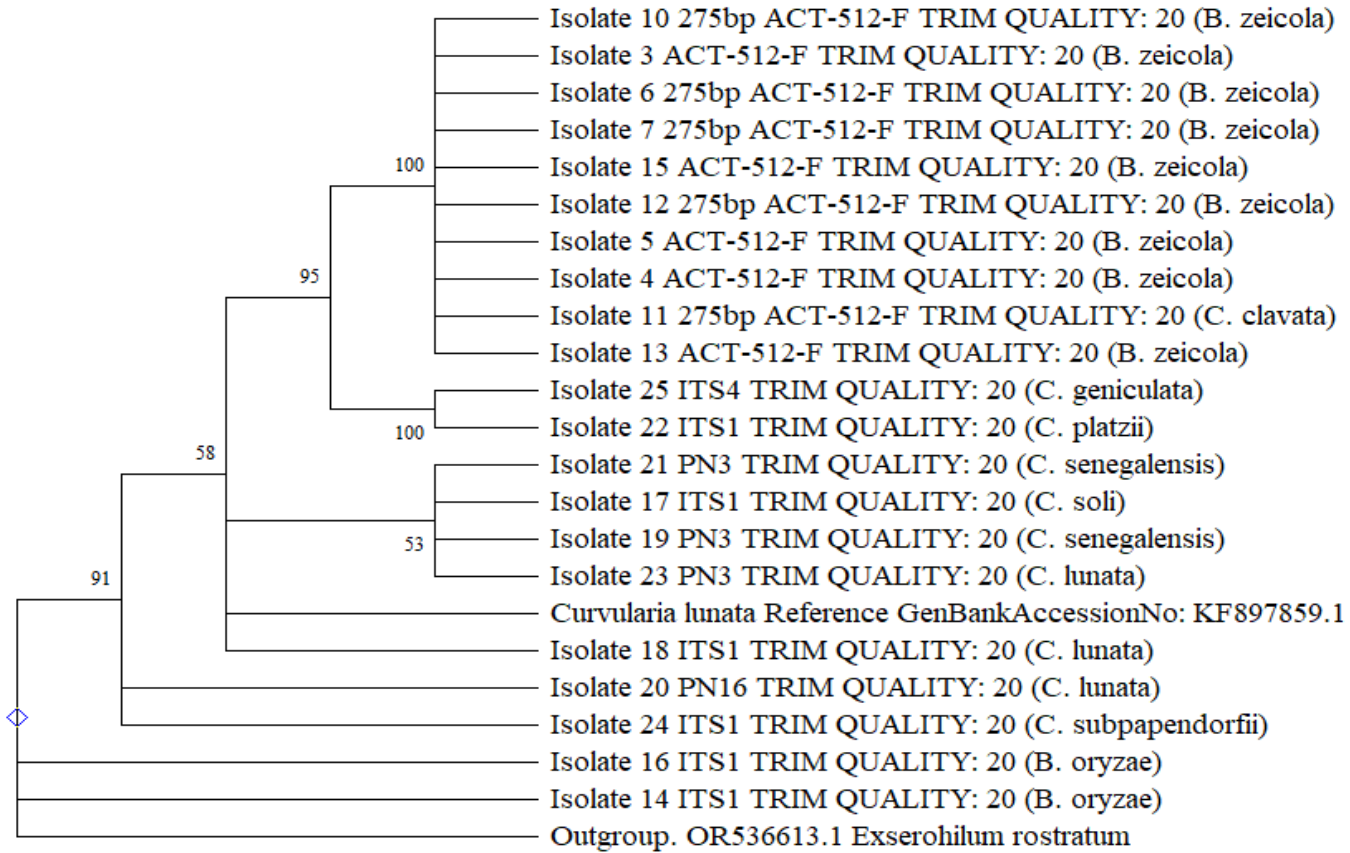 Isolate 10 275bp ACT-512-F TRIM QUALITY: 20 (B. zeicola)
Isolate 3 ACT-512-F TRIM QUALITY: 20 (B. zeicola)
Isolate 6 275bp ACT-512-F TRIM QUALITY: 20 (B. zeicola)
Isolate 7 275bp ACT-512-F TRIM QUALITY: 20 (B. zeicola)
100
Isolate 15 ACT-512-F TRIM QUALITY: 20 (B. zeicola)
Isolate 12 275bp ACT-512-F TRIM QUALITY: 20 (B. zeicola)
Isolate 5 ACT-512-F TRIM QUALITY: 20 (B. zeicola)
95
Isolate 4 ACT-512-F TRIM QUALITY: 20 (B. zeicola)
Isolate 11 275bp ACT-512-F TRIM QUALITY: 20 (C. clavata)
Isolate 13 ACT-512-F TRIM QUALITY: 20 (B. zeicola)
Isolate 25 ITS4 TRIM QUALITY: 20 (C. geniculata)
100
Isolate 22 ITS1 TRIM QUALITY: 20 (C. platzii)
58
Isolate 21 PN3 TRIM QUALITY: 20 (C. senegalensis)
Isolate 17 ITS1 TRIM QUALITY: 20 (C. soli)
53
Isolate 19 PN3 TRIM QUALITY: 20 (C. senegalensis)
91
Isolate 23 PN3 TRIM QUALITY: 20 (C. lunata)
Curvularia lunata Reference GenBankAccessionNo: KF897859.1
Isolate 18 ITS1 TRIM QUALITY: 20 (C. lunata)
Isolate 20 PN16 TRIM QUALITY: 20 (C. lunata)
Isolate 24 ITS1 TRIM QUALITY: 20 (C. subpapendorfii)
Isolate 16 ITS1 TRIM QUALITY: 20 (B. oryzae)
Isolate 14 ITS1 TRIM QUALITY: 20 (B. oryzae)
Outgroup. OR536613.1 Exserohilum rostratum